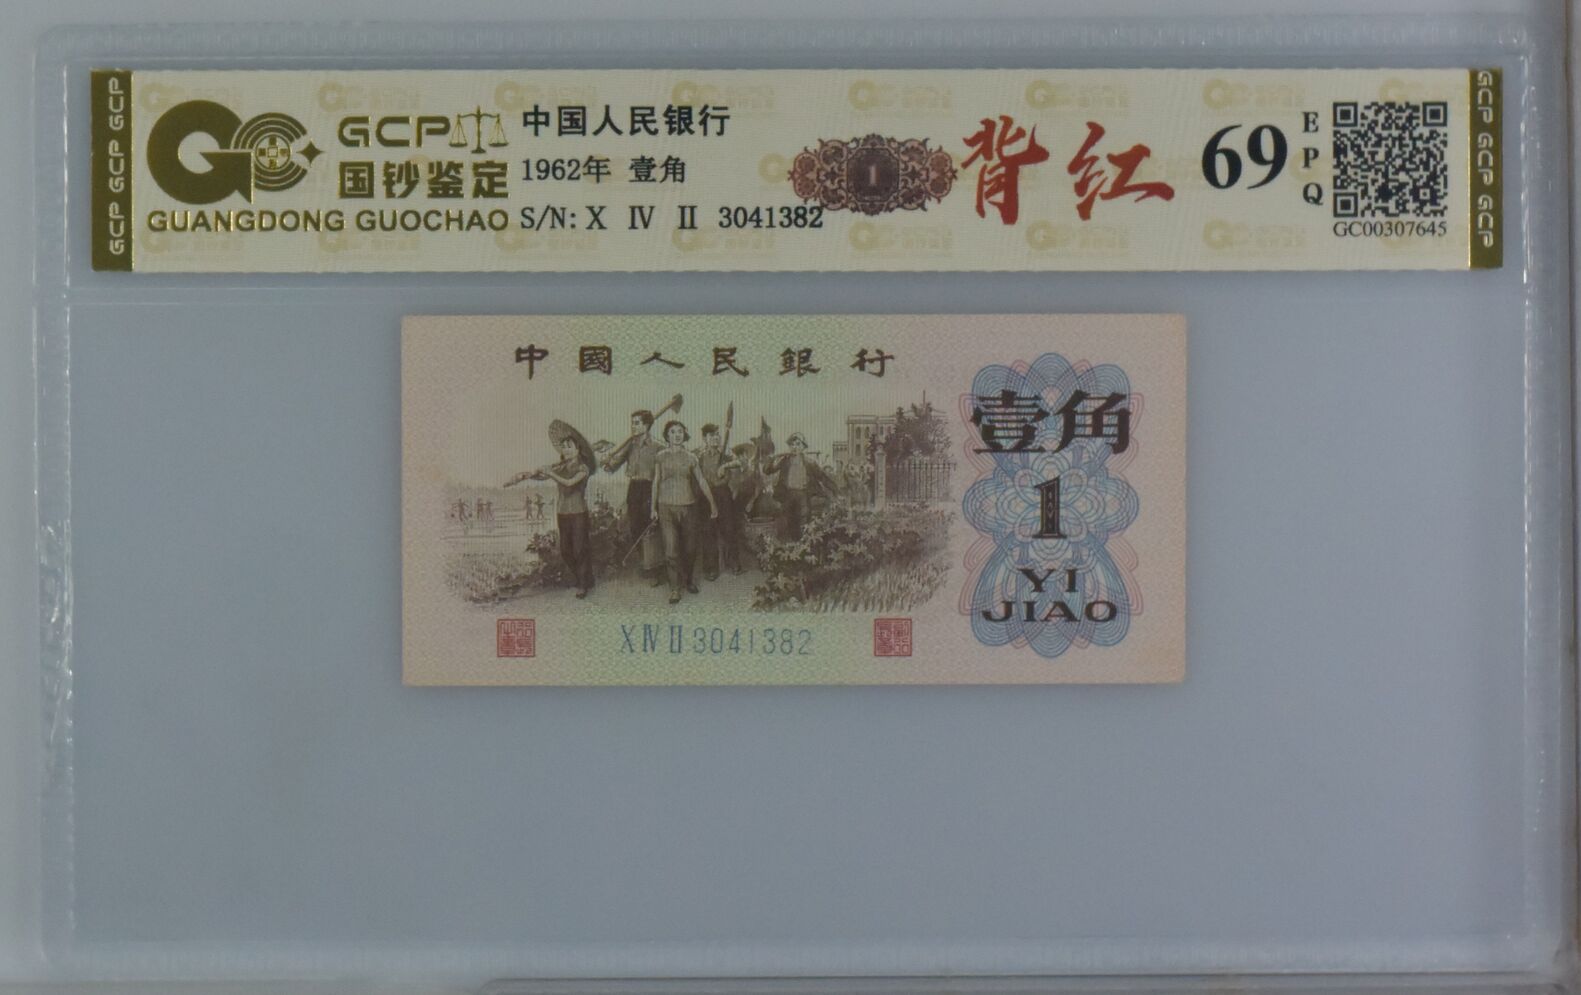 GCP GCP GCP
GCP
国钞鉴定
GUANGDONG GUOCHAO
中国人民银行
1962年 壹角
S/N: X IV II 3041382
1
背红
69
EPQ
GC00307645
GCP GCP GCP
中國人民銀行
壹角
1
YI
JIAO
X IV II 3041382